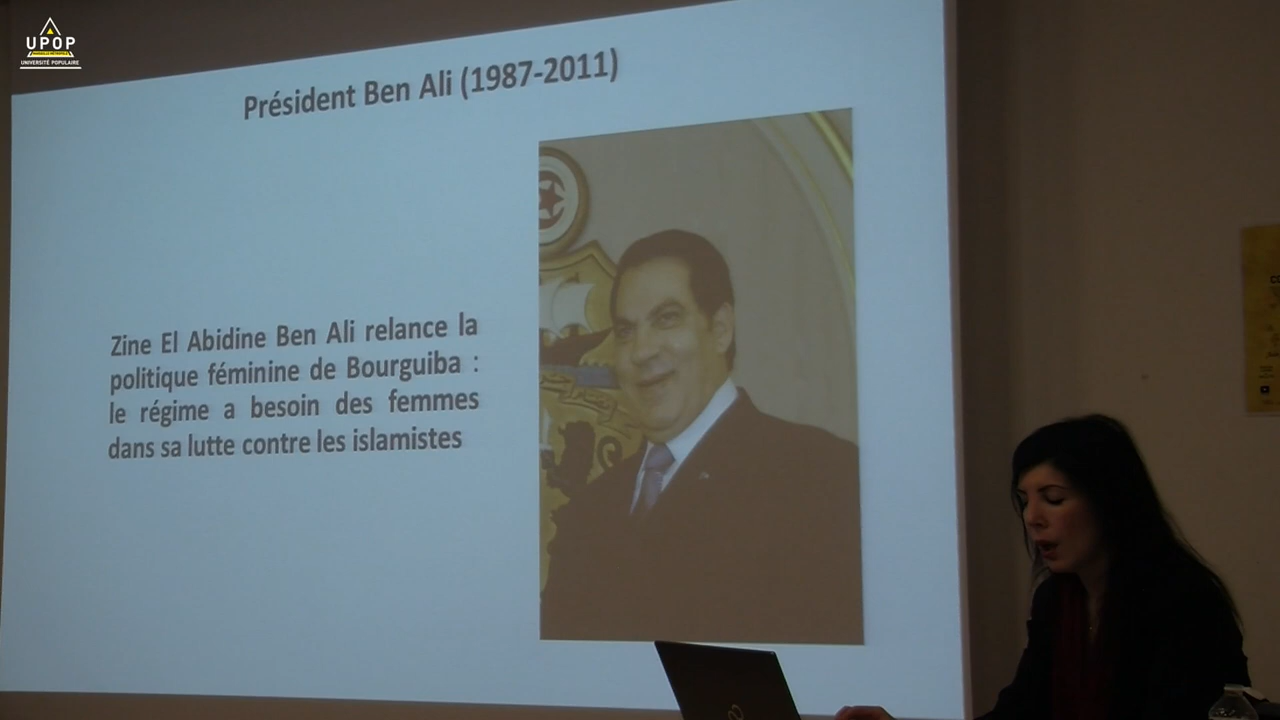 UPOP
UNIVERSITÉ POPULAIRE
Président Ben Ali (1987-2011)
Zine El Abidine Ben Ali relance la
politique féminine de Bourguiba :
le régime a besoin des femmes
dans sa lutte contre les islamistes